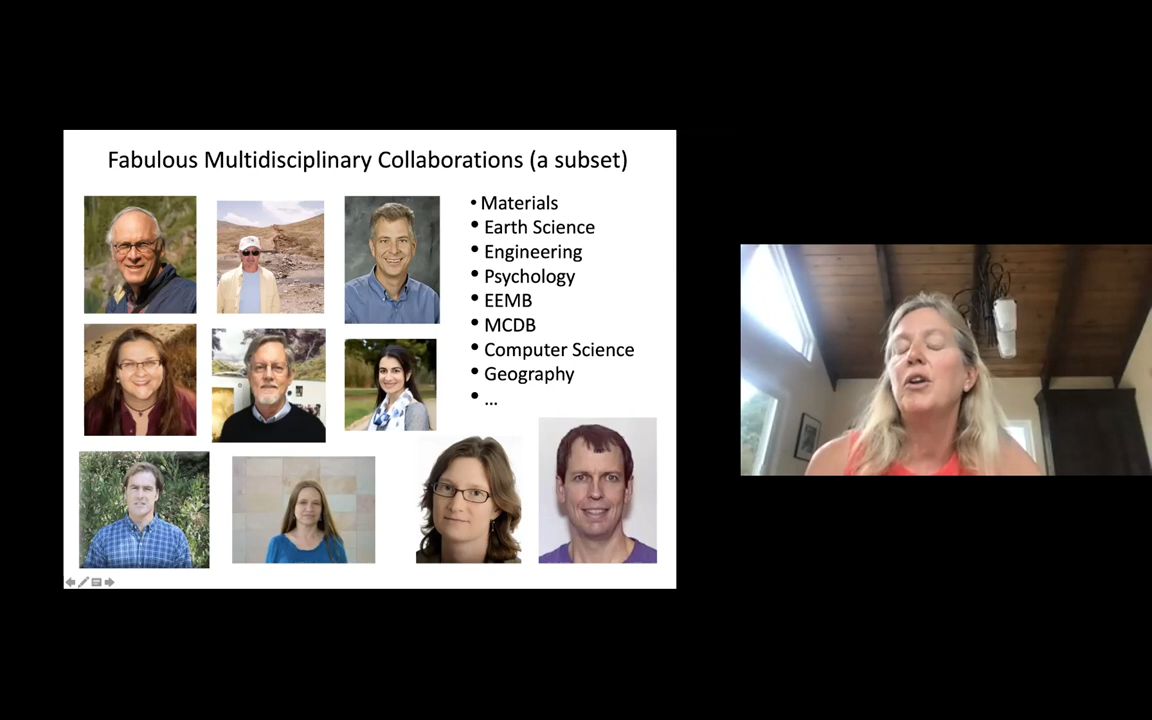 Fabulous Multidisciplinary Collaborations (a subset)
• Materials
• Earth Science
• Engineering
• Psychology
• EEMB
• MCDB
• Computer Science
• Geography
• ...